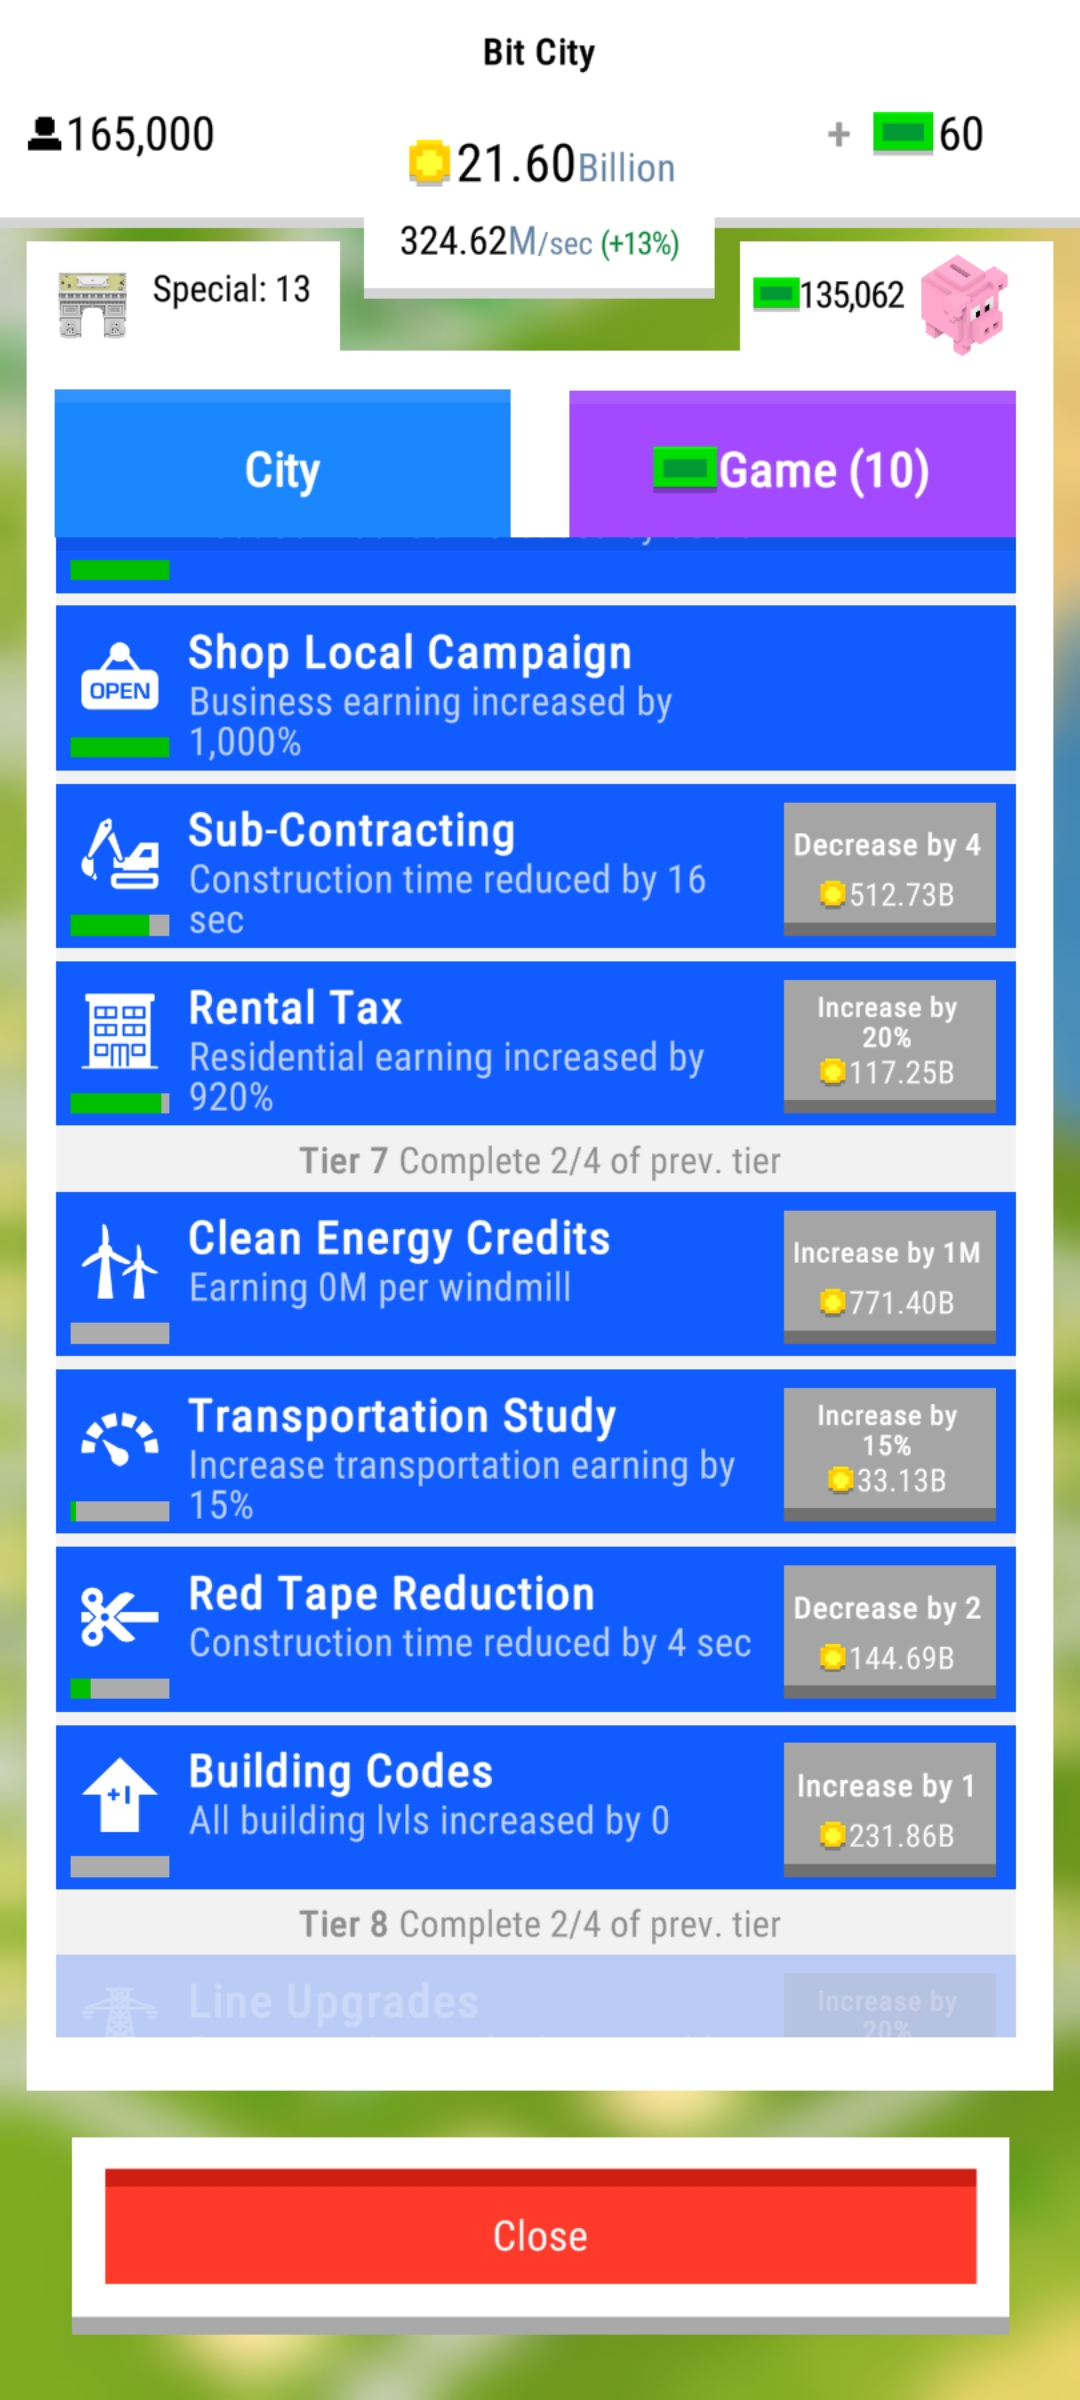 Bit City
165,000
21.60Billion
+ 60
324.62M/sec (+13%)
Special: 13
135,062
City
Game (10)
Shop Local Campaign
OPEN
Business earning increased by
1,000%
Sub-Contracting
Construction time reduced by 16
sec
Decrease by 4
512.73B
Rental Tax
Residential earning increased by
920%
Increase by
20%
117.25B
Tier 7 Complete 2/4 of prev. tier
Clean Energy Credits
Earning 0M per windmill
Increase by 1M
771.40B
Transportation Study
Increase transportation earning by
15%
Increase by
15%
33.13B
Red Tape Reduction
Construction time reduced by 4 sec
Decrease by 2
144.69B
Building Codes
+1
All building lvls increased by 0
Increase by 1
231.86B
Tier 8 Complete 2/4 of prev. tier
Line Upgrades
Increase by
20%
Close